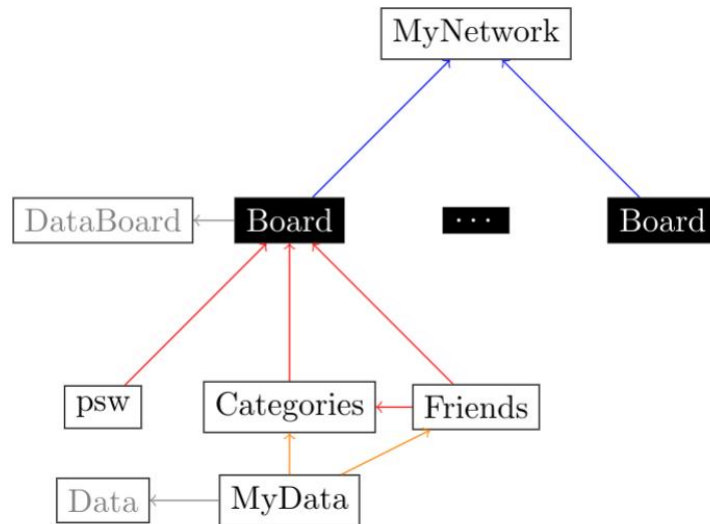 MyNetwork
DataBoard
Board
···
Board
psw
Categories
Friends
Data
MyData